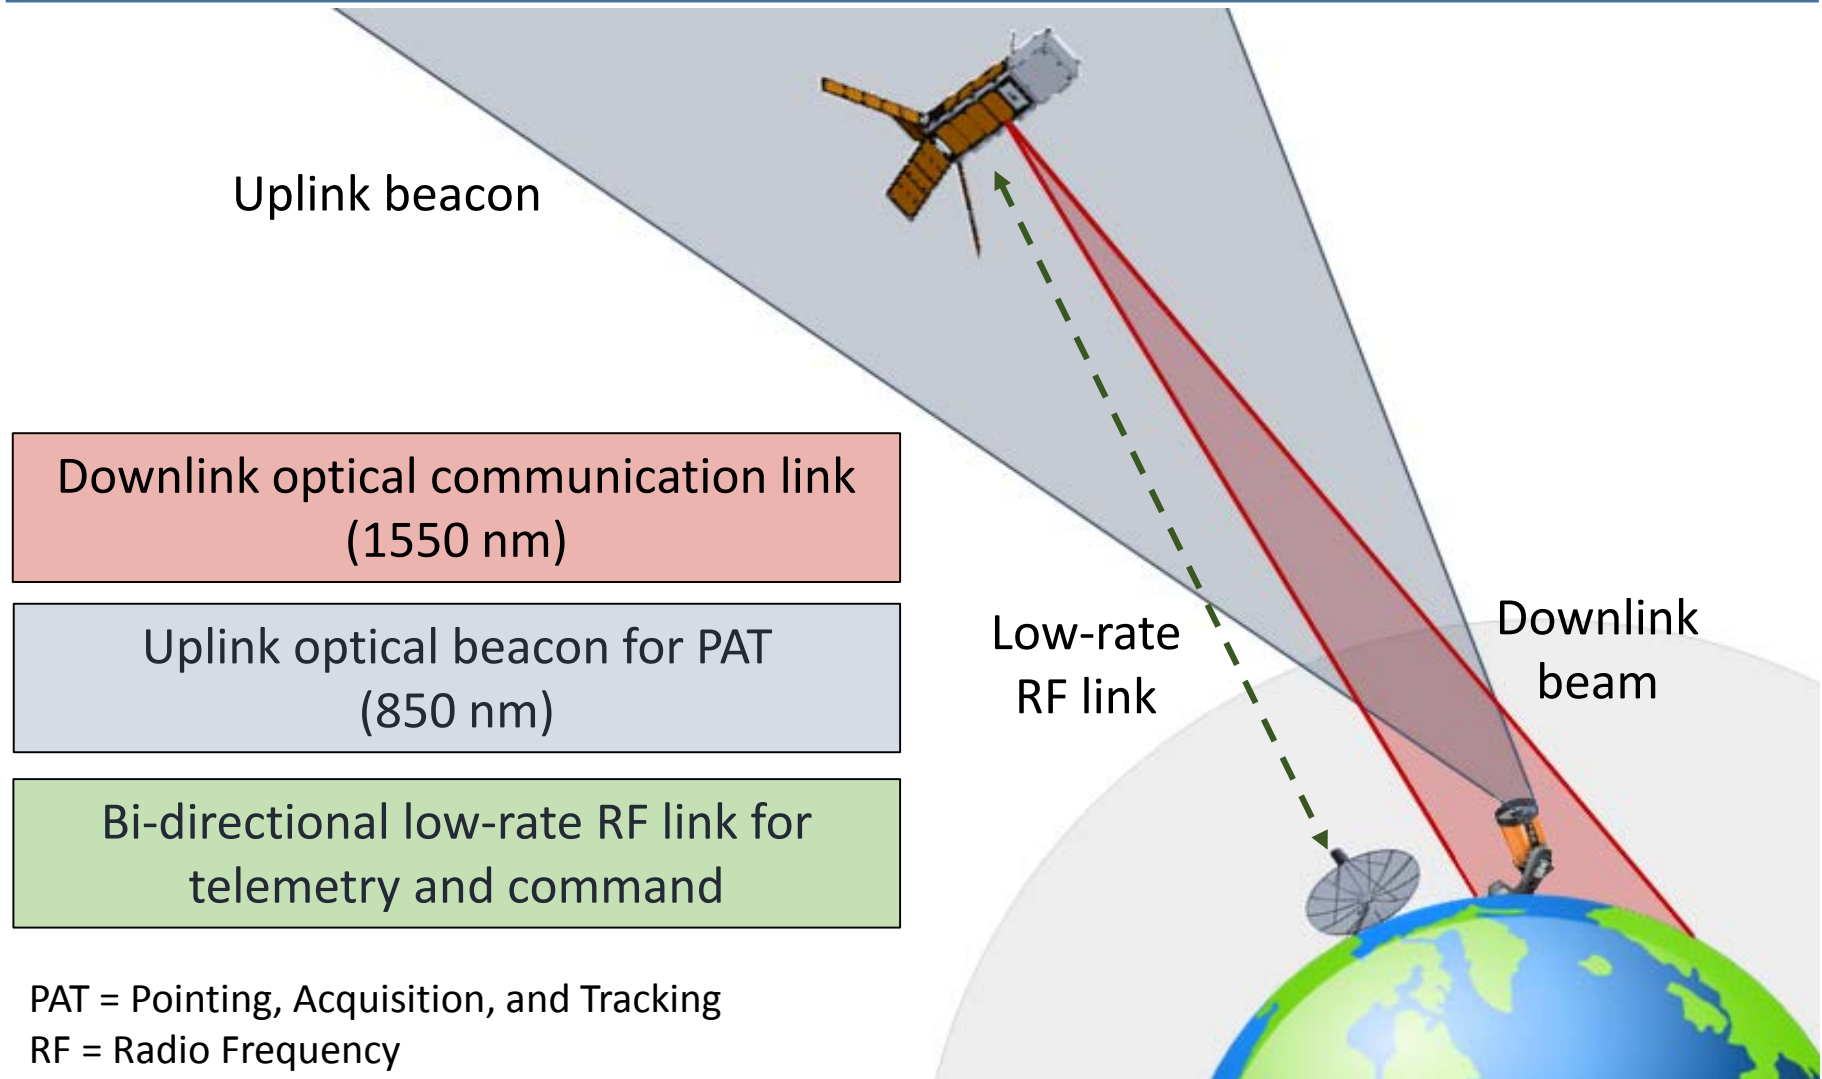 Uplink beacon
Downlink optical communication link
(1550 nm)
Uplink optical beacon for PAT
(850 nm)
Bi-directional low-rate RF link for
telemetry and command
Low-rate
RF link
Downlink
beam
PAT = Pointing, Acquisition, and Tracking
RF = Radio Frequency